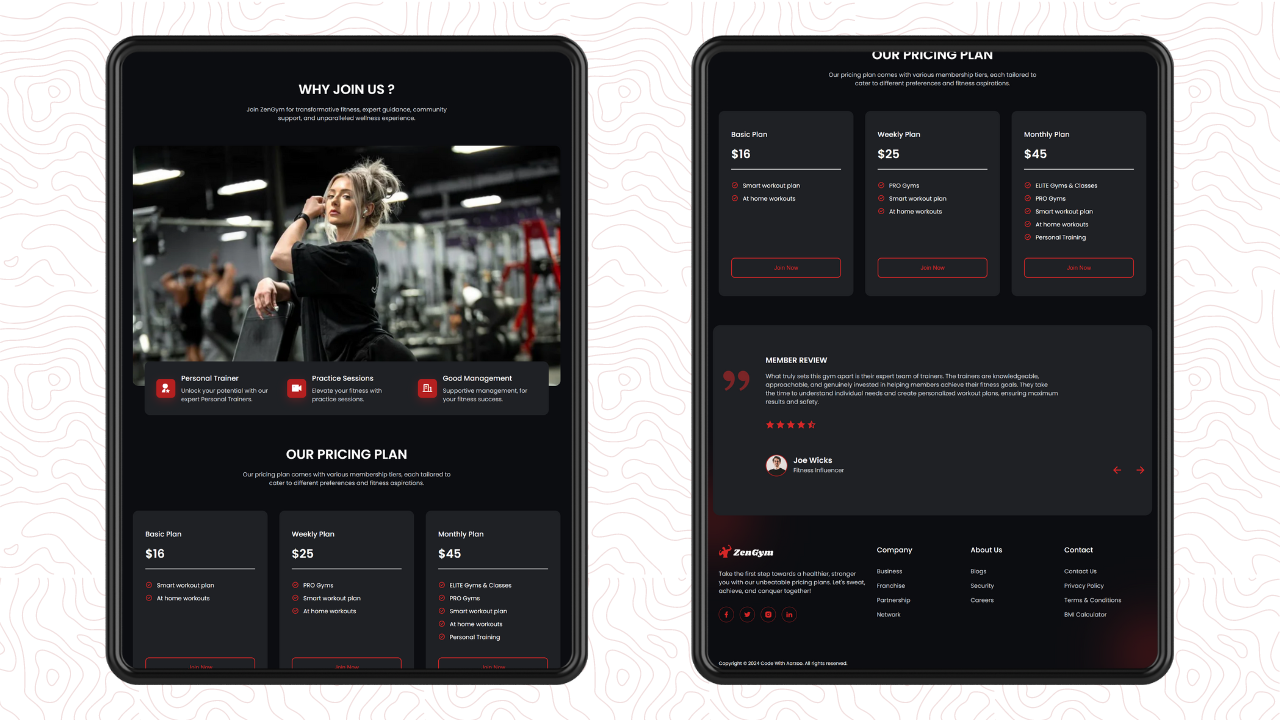 WHY JOIN US ?
Join ZenGym for transformative fitness, expert guidance, community
support, and unparalleled wellness experience.
Personal Trainer
Unlock your potential with our
expert Personal Trainers.
Practice Sessions
Elevate your fitness with
practice sessions.
Good Management
Supportive management, for
your fitness success.
OUR PRICING PLAN
Our pricing plan comes with various membership tiers, each tailored to
cater to different preferences and fitness aspirations.
Basic Plan
$16
Smart workout plan
At home workouts
Join Now
Weekly Plan
$25
PRO Gyms
Smart workout plan
At home workouts
Join Now
Monthly Plan
$45
ELITE Gyms & Classes
PRO Gyms
Smart workout plan
At home workouts
Personal Training
Join Now
OUR PRICING PLAN
Our pricing plan comes with various membership tiers, each tailored to
cater to different preferences and fitness aspirations.
Basic Plan
$16
Smart workout plan
At home workouts
Join Now
Weekly Plan
$25
PRO Gyms
Smart workout plan
At home workouts
Join Now
Monthly Plan
$45
ELITE Gyms & Classes
PRO Gyms
Smart workout plan
At home workouts
Personal Training
Join Now
MEMBER REVIEW
What truly sets this gym apart is their expert team of trainers. The trainers are knowledgeable,
approachable, and genuinely invested in helping members achieve their fitness goals. They take
the time to understand individual needs and create personalized workout plans, ensuring maximum
results and safety.
Joe Wicks
Fitness Influencer
ZenGym
Take the first step towards a healthier, stronger
you with our unbeatable pricing plans. Let's sweat,
achieve, and conquer together!
Company
Business
Franchise
Partnership
Network
About Us
Blogs
Security
Careers
Contact
Contact Us
Privacy Policy
Terms & Conditions
BMI Calculator
Copyright © 2024 Code With Aarzoo. All rights reserved.